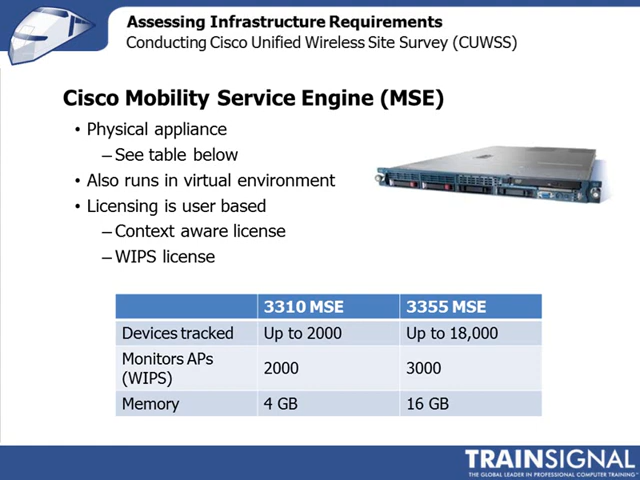 Assessing Infrastructure Requirements
Conducting Cisco Unified Wireless Site Survey (CUWSS)
Cisco Mobility Service Engine (MSE)
• Physical appliance
– See table below
• Also runs in virtual environment
• Licensing is user based
– Context aware license
– WIPS license
3310 MSE 3355 MSE
Devices tracked Up to 2000 Up to 18,000
Monitors APs (WIPS) 2000 3000
Memory 4 GB 16 GB
TRAINSIGNAL
THE GLOBAL LEADER IN PROFESSIONAL COMPUTER TRAINING